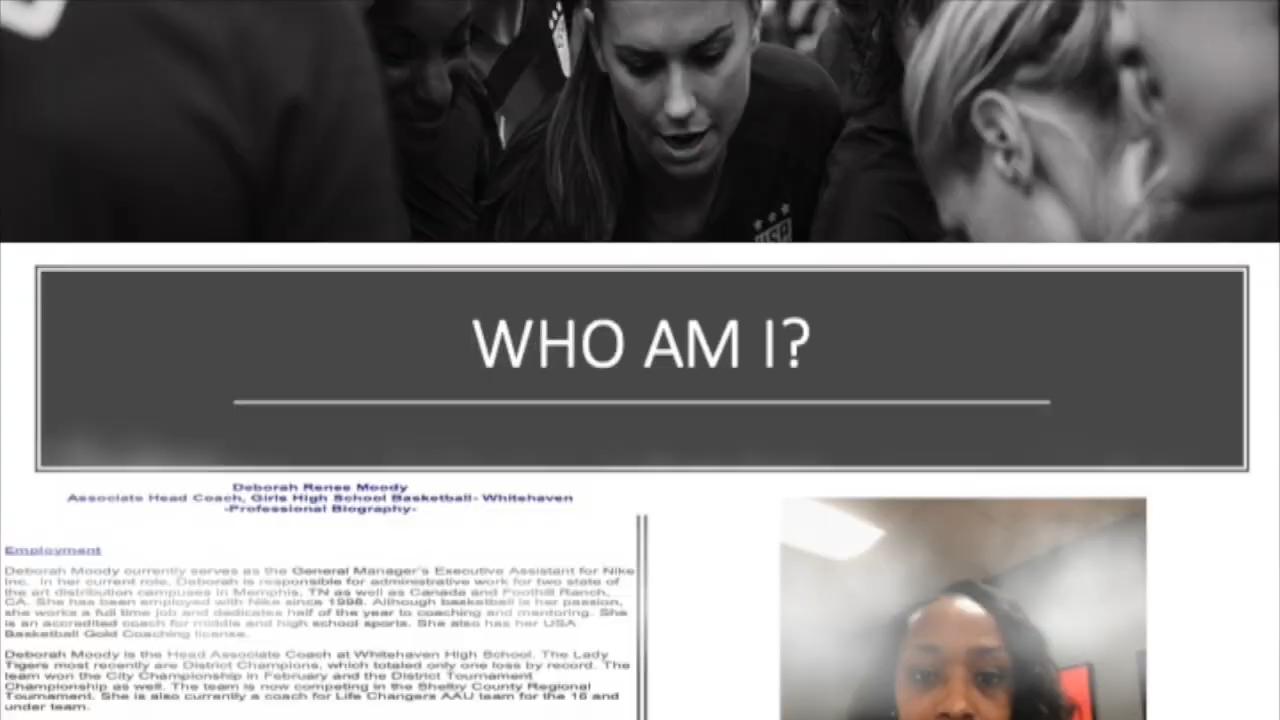 USA
WHO AM I?
Deborah Renee Moody
Associate Head Coach, Girls High School Basketball- Whitehaven
-Professional Biography-
Employment
Deborah Moody currently serves as the General Manager's Executive Assistant for Nike
Inc. In her current role, Deborah is responsible for administrative work for two state of
the art distribution campuses in Memphis, TN as well as Canada and Foothill Ranch,
CA. She has been employed with Nike since 1998. Although basketball is her passion,
she works a full time job and dedicates half of the year to coaching and mentoring. She
is an accredited coach for middle and high school sports. She also has her USA
Basketball Gold Coaching license.
Deborah Moody is the Head Associate Coach at Whitehaven High School. The Lady
Tigers most recently are District Champions, which totaled only one loss by record. The
team won the City Championship in February and the District Tournament
Championship as well. The team is now competing in the Shelby County Regional
Tournament. She is also currently a coach for Life Changers AAU team for the 16 and
under team.